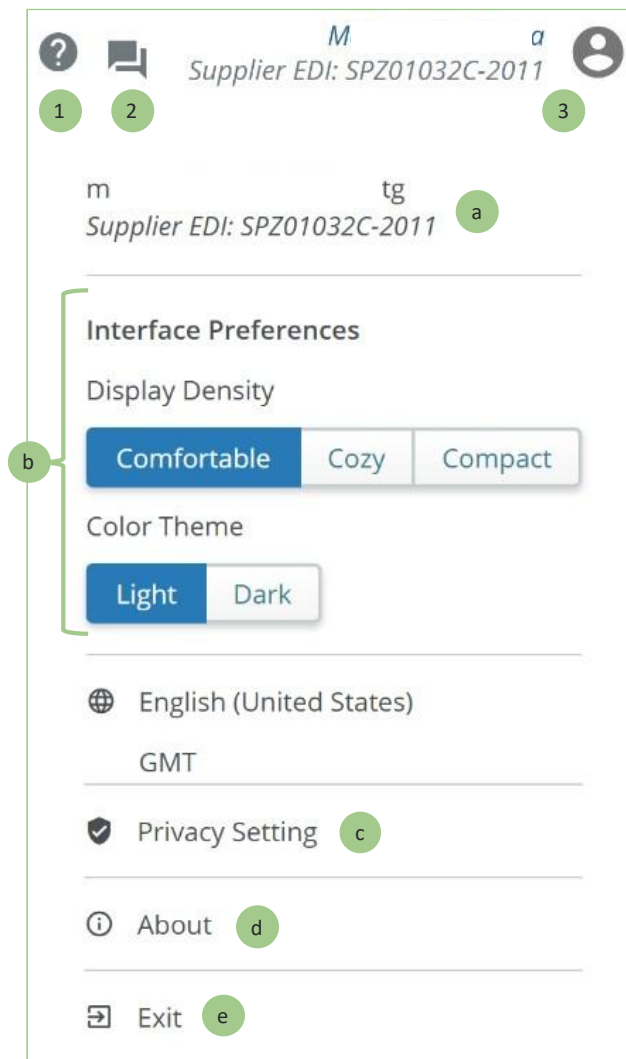 M a
Supplier EDI: SPZ01032C-2011
1 2 3
m tg
Supplier EDI: SPZ01032C-2011
a
Interface Preferences
Display Density
b
Comfortable Cozy Compact
Color Theme
Light Dark
English (United States)
GMT
Privacy Setting c
About d
Exit e